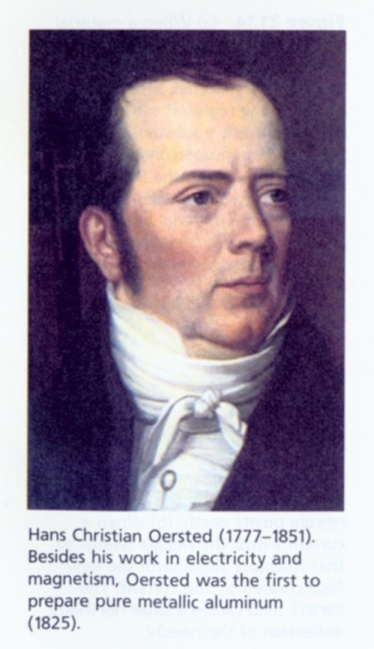 Hans Christian Oersted (1777–1851).
Besides his work in electricity and
magnetism, Oersted was the first to
prepare pure metallic aluminum
(1825).